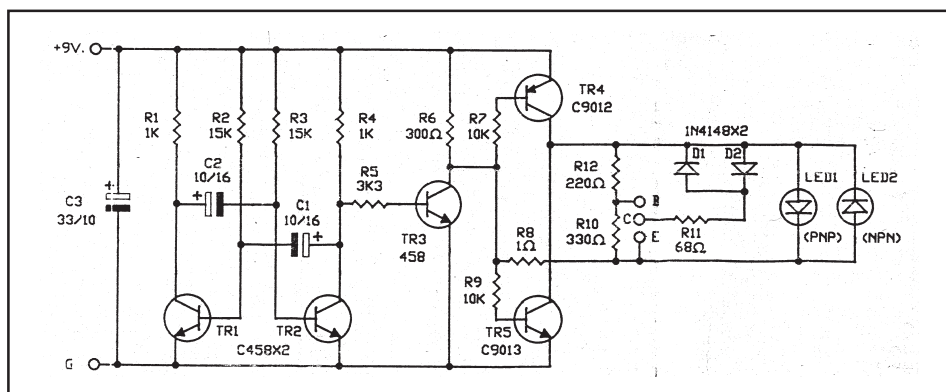 +9V.
R1
1K
R2
15K
R3
15K
R4
1K
R6
300Ω
R7
10K
TR4
C9012
1N4148X2
D1
D2
R12
220Ω
LED1
LED2
C2
10/16
+
R5
3K3
+
C3
33/10
C1
10/16
+
B
C
E
R10
330Ω
R11
68Ω
(PNP)
(NPN)
TR3
458
R8
1Ω
R9
10K
TR1
TR2
C458X2
TR5
C9013
G